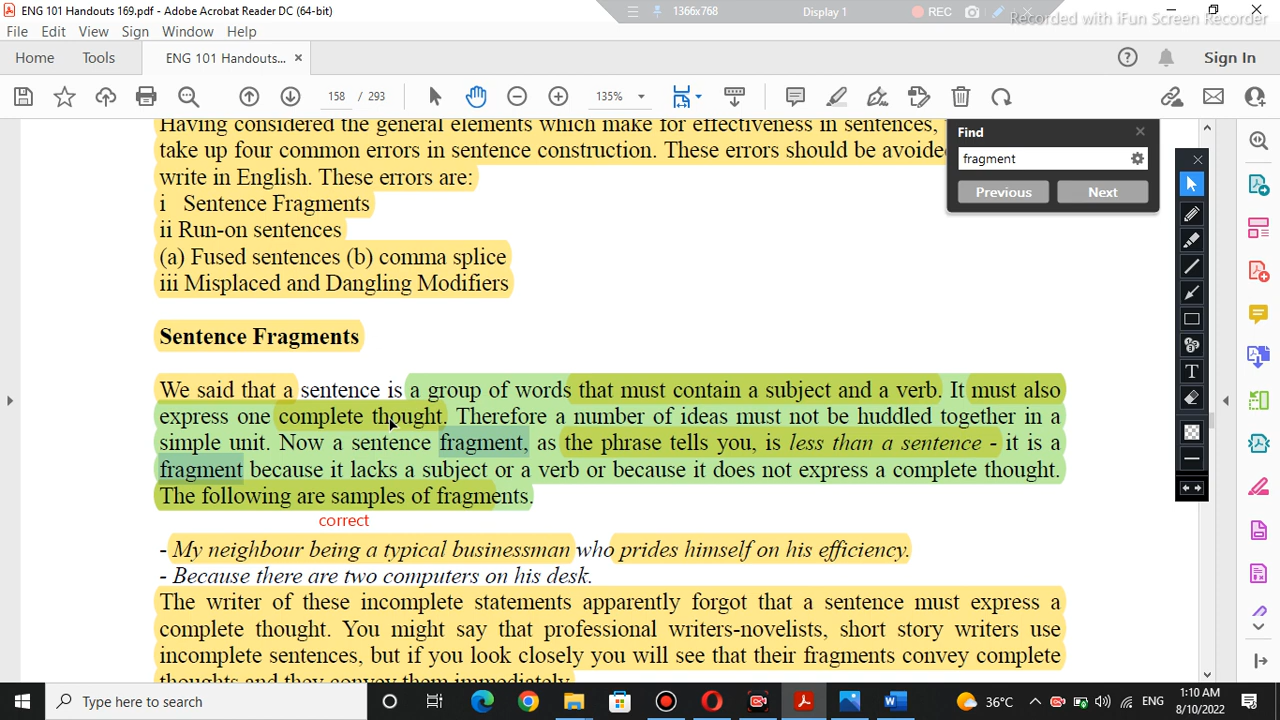 ENG 101 Handouts 169.pdf - Adobe Acrobat Reader DC (64-bit)
1366x768
Display 1
REC
Recorded with iFun Screen Recorder
File Edit View Sign Window Help
Home Tools ENG 101 Handouts... × Sign In
158 / 293 135%
Having considered the general elements which make for effectiveness in sentences,
take up four common errors in sentence construction. These errors should be avoided
write in English. These errors are:
i Sentence Fragments
ii Run-on sentences
(a) Fused sentences (b) comma splice
iii Misplaced and Dangling Modifiers
Find
fragment
Previous Next
Sentence Fragments
We said that a sentence is a group of words that must contain a subject and a verb. It must also
express one complete thought. Therefore a number of ideas must not be huddled together in a
simple unit. Now a sentence fragment, as the phrase tells you, is less than a sentence - it is a
fragment because it lacks a subject or a verb or because it does not express a complete thought.
The following are samples of fragments.
correct
- My neighbour being a typical businessman who prides himself on his efficiency.
- Because there are two computers on his desk.
The writer of these incomplete statements apparently forgot that a sentence must express a
complete thought. You might say that professional writers-novelists, short story writers use
incomplete sentences, but if you look closely you will see that their fragments convey complete
thoughts and they convey them immediately.
Type here to search
36°C
ENG
1:10 AM
8/10/2022